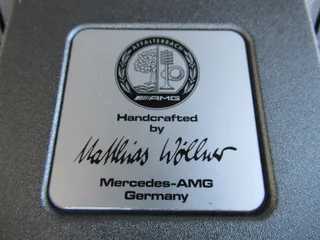 AFFALTERBACH
AMG
Handcrafted
by
Matthias Wöllner
Mercedes-AMG
Germany